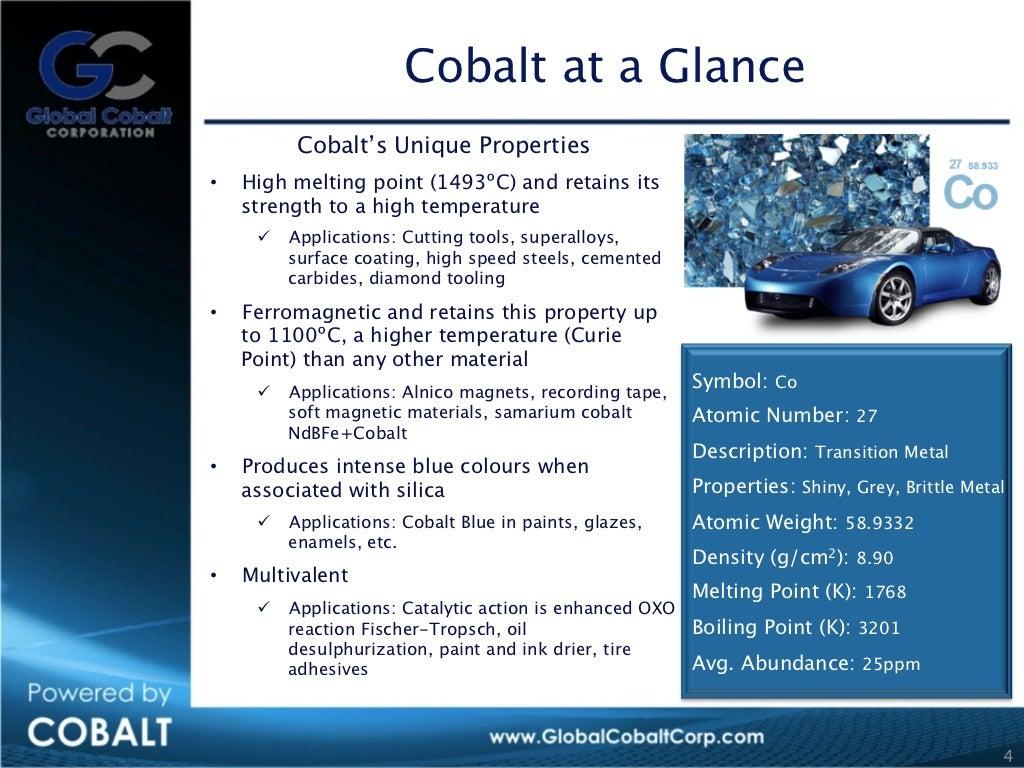 GC
Global Cobalt
CORPORATION
Cobalt at a Glance
Cobalt’s Unique Properties
• High melting point (1493ºC) and retains its
strength to a high temperature
✓ Applications: Cutting tools, superalloys,
surface coating, high speed steels, cemented
carbides, diamond tooling
• Ferromagnetic and retains this property up
to 1100ºC, a higher temperature (Curie
Point) than any other material
✓ Applications: Alnico magnets, recording tape,
soft magnetic materials, samarium cobalt
NdBFe+Cobalt
• Produces intense blue colours when
associated with silica
✓ Applications: Cobalt Blue in paints, glazes,
enamels, etc.
• Multivalent
✓ Applications: Catalytic action is enhanced OXO
reaction Fischer-Tropsch, oil
desulphurization, paint and ink drier, tire
adhesives
27 58.933
Co
Symbol: Co
Atomic Number: 27
Description: Transition Metal
Properties: Shiny, Grey, Brittle Metal
Atomic Weight: 58.9332
Density (g/cm²): 8.90
Melting Point (K): 1768
Boiling Point (K): 3201
Avg. Abundance: 25ppm
Powered by
COBALT
www.GlobalCobaltCorp.com
4